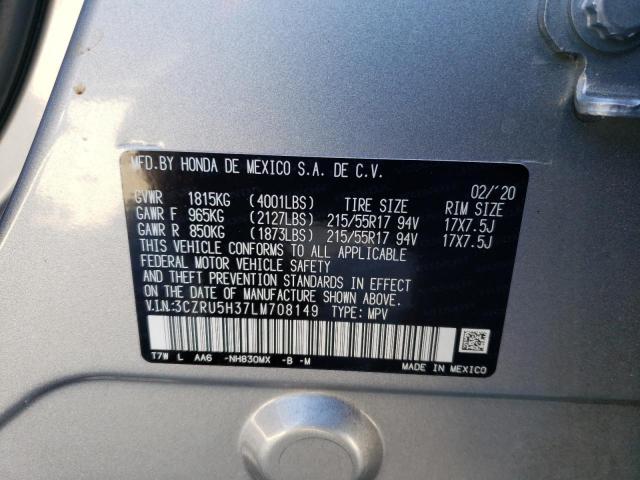 MFD.BY HONDA DE MEXICO S.A. DE C.V.
02/'20
GVWR 1815KG (4001LBS) TIRE SIZE RIM SIZE
GAWR F 965KG (2127LBS) 215/55R17 94V 17X7.5J
GAWR R 850KG (1873LBS) 215/55R17 94V 17X7.5J
THIS VEHICLE CONFORMS TO ALL APPLICABLE
FEDERAL MOTOR VEHICLE SAFETY
AND THEFT PREVENTION STANDARDS IN EFFECT
ON THE DATE OF MANUFACTURE SHOWN ABOVE.
V.I.N:3CZRU5H37LM708149 TYPE: MPV
T7W L AA6 -NH830MX -B -M
MADE IN MEXICO